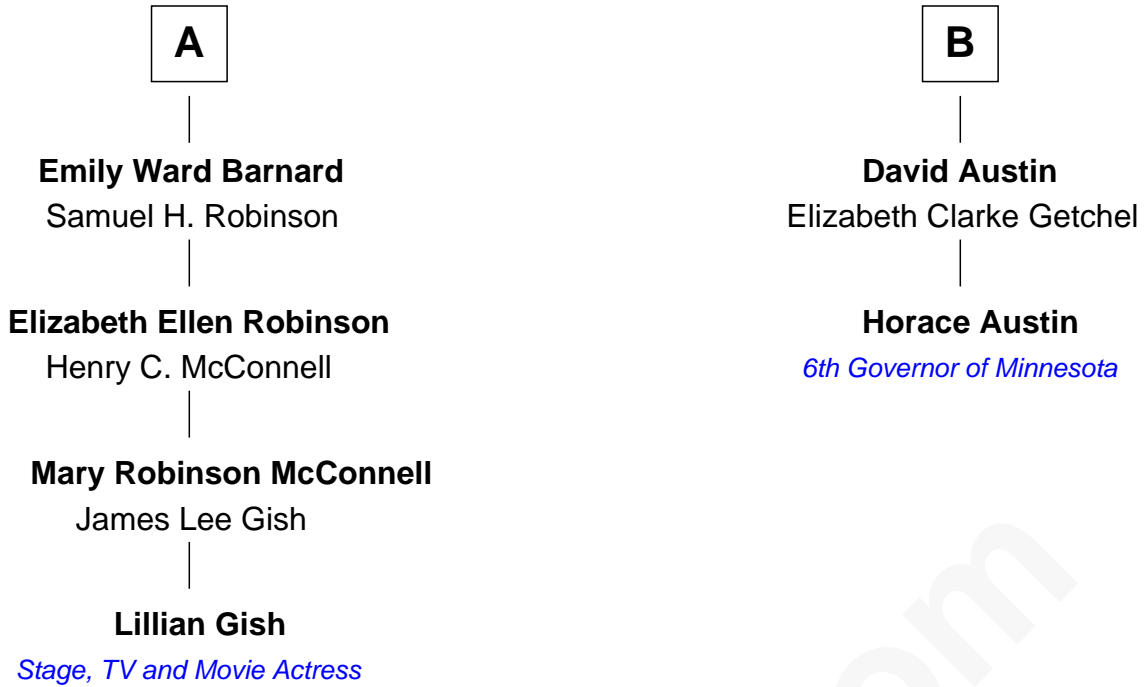 A
Emily Ward Barnard
Samuel H. Robinson
Elizabeth Ellen Robinson
Henry C. McConnell
Mary Robinson McConnell
James Lee Gish
Lillian Gish
Stage, TV and Movie Actress
B
David Austin
Elizabeth Clarke Getchel
Horace Austin
6th Governor of Minnesota
om